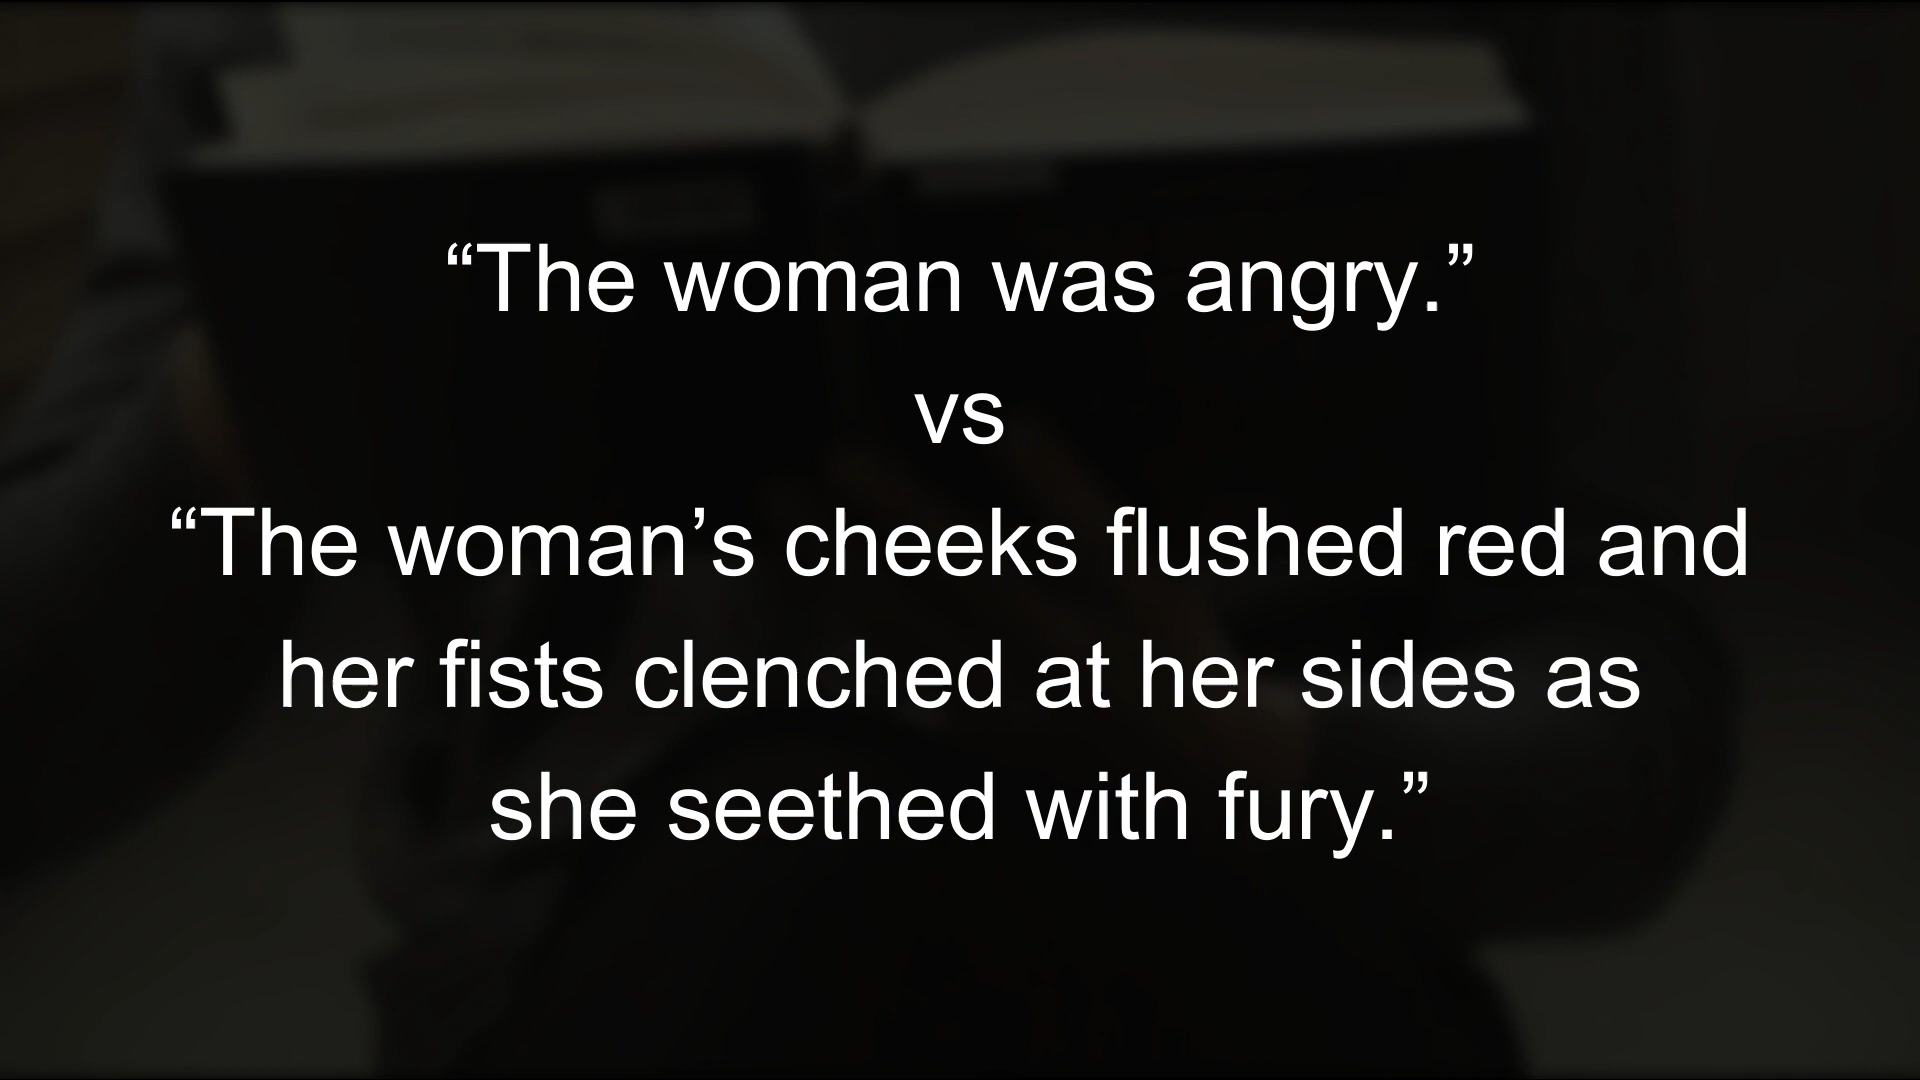 “The woman was angry.”
vs
“The woman’s cheeks flushed red and
her fists clenched at her sides as
she seethed with fury.”